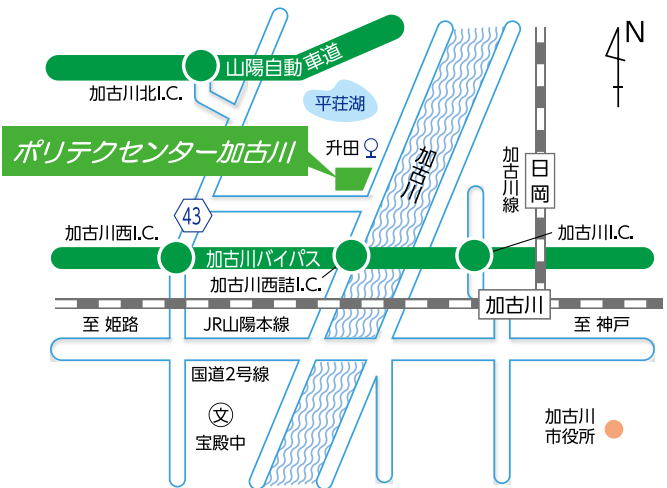 N
山陽自動車道
加古川北I.C.
平荘湖
升田
ポリテクセンター加古川
加古川
加古川線
日岡
43
加古川西I.C.
加古川バイパス
加古川I.C.
加古川西詰I.C.
加古川
至 姫路
JR山陽本線
至 神戸
国道2号線
文
宝殿中
加古川
市役所